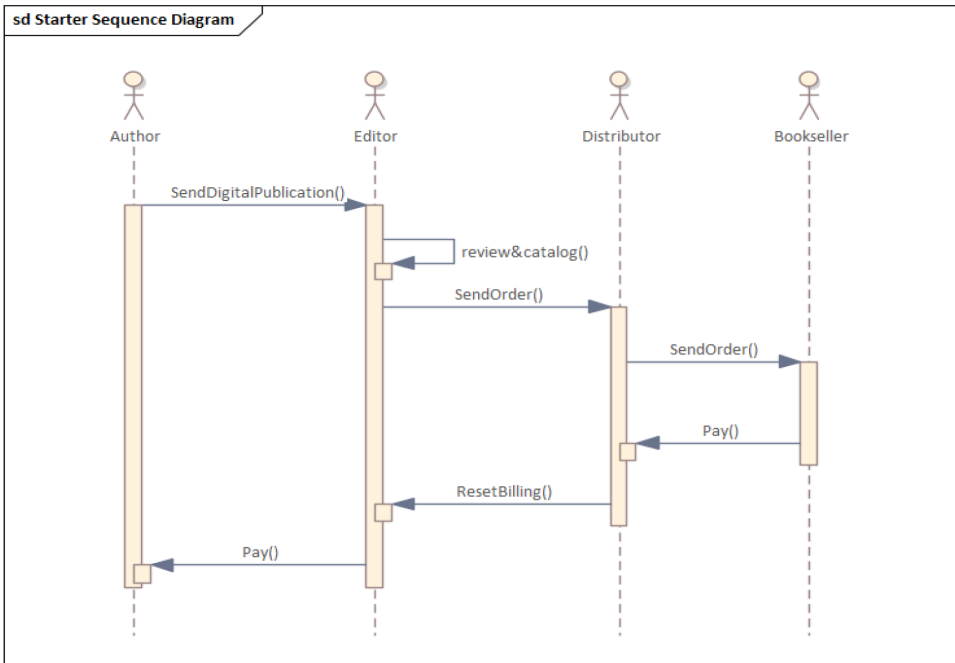 sd Starter Sequence Diagram
Author
Editor
Distributor
Bookseller
SendDigitalPublication()
review&catalog()
SendOrder()
SendOrder()
Pay()
ResetBilling()
Pay()